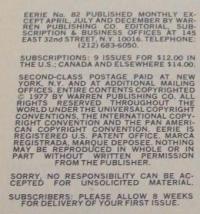 EERIE No. 82 PUBLISHED MONTHLY EX-
CEPT APRIL, JULY AND DECEMBER BY WAR-
REN PUBLISHING CO. EDITORIAL, SUB-
SCRIPTION & BUSINESS OFFICES AT 145
EAST 32nd STREET, N.Y. 10016. TELEPHONE:
(212) 683-6050.
SUBSCRIPTIONS: 9 ISSUES FOR $12.00 IN
THE U.S.; CANADA AND ELSEWHERE $14.00.
SECOND-CLASS POSTAGE PAID AT NEW
YORK, N.Y. AND AT ADDITIONAL MAILING
OFFICES. ENTIRE CONTENTS COPYRIGHTED
© 1977 BY WARREN PUBLISHING CO. ALL
RIGHTS RESERVED THROUGHOUT THE
WORLD UNDER THE UNIVERSAL COPYRIGHT
CONVENTIONS, THE INTERNATIONAL COPY-
RIGHT CONVENTION AND THE PAN AMERI-
CAN COPYRIGHT CONVENTION. EERIE IS
REGISTERED U.S. PATENT OFFICE, MARCA
REGISTRADA, MARQUE DEPOSEE. NOTHING
MAY BE REPRODUCED IN WHOLE OR IN
PART WITHOUT WRITTEN PERMISSION
FROM THE PUBLISHER.
SORRY, NO RESPONSIBILITY CAN BE AC-
CEPTED FOR UNSOLICITED MATERIAL.
SUBSCRIBERS: PLEASE ALLOW 8 WEEKS
FOR DELIVERY OF YOUR FIRST ISSUE.